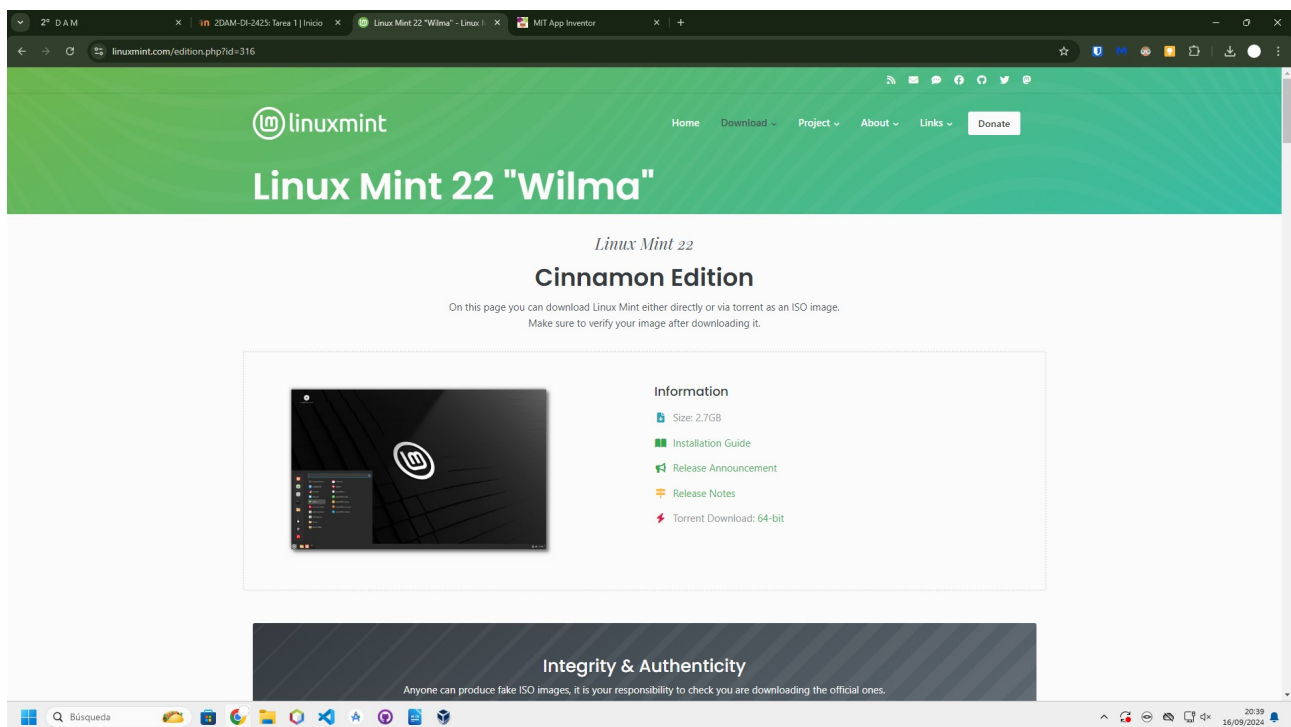 2º D A M
2DAM-DI-2425: Tarea 1 | Inicio
Linux Mint 22 "Wilma" - Linux
MIT App Inventor
linuxmint.com/edition.php?id=316
linuxmint
Home Download Project About Links Donate
Linux Mint 22 "Wilma"
Linux Mint 22
Cinnamon Edition
On this page you can download Linux Mint either directly or via torrent as an ISO image.
Make sure to verify your image after downloading it.
Information
Size: 2.7GB
Installation Guide
Release Announcement
Release Notes
Torrent Download: 64-bit
Integrity & Authenticity
Anyone can produce fake ISO images, it is your responsibility to check you are downloading the official ones.
Búsqueda
20:39
16/09/2024